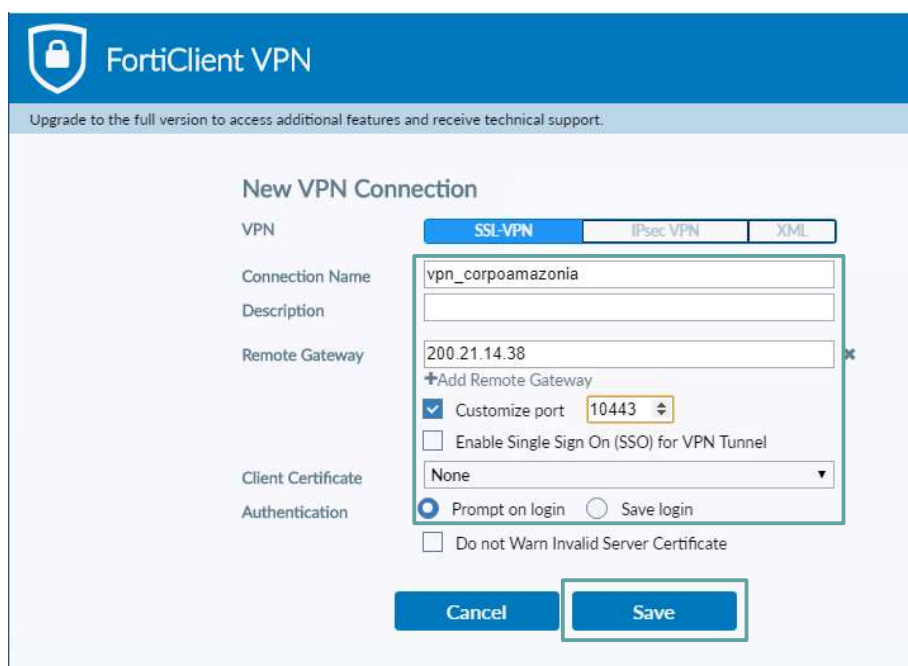 FortiClient VPN
Upgrade to the full version to access additional features and receive technical support.
New VPN Connection
VPN SSL-VPN IPsec VPN XML
Connection Name vpn_corpoamazonia
Description
Remote Gateway 200.21.14.38
+Add Remote Gateway
Customize port 10443
Enable Single Sign On (SSO) for VPN Tunnel
Client Certificate None
Authentication Prompt on login Save login
Do not Warn Invalid Server Certificate
Cancel Save